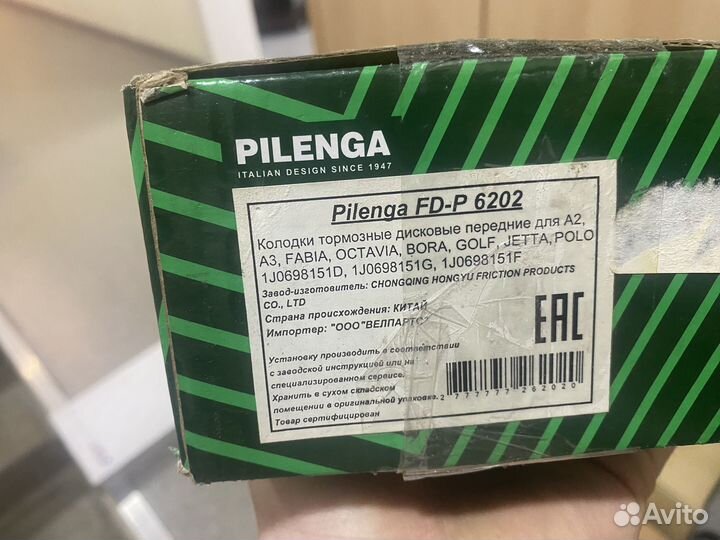 PILENGA
ITALIAN DESIGN SINCE 1947
Pilenga FD-P 6202
Колодки тормозные дисковые передние для A2,
A3, FABIA, OCTAVIA, BORA, GOLF, JETTA, POLO
1J0698151D, 1J0698151G, 1J0698151F
Завод-изготовитель: CHONGQING HONGYU FRICTION PRODUCTS
CO., LTD
Страна происхождения: КИТАЙ
Импортер: "ООО"ВЕЛПАРТС"
EAC
Установку производить в соответствии
с заводской инструкцией или на
специализированном сервисе.
Хранить в сухом складском
помещении в оригинальной упаковке.
Товар сертифицирован
2 777777 262020
Avito